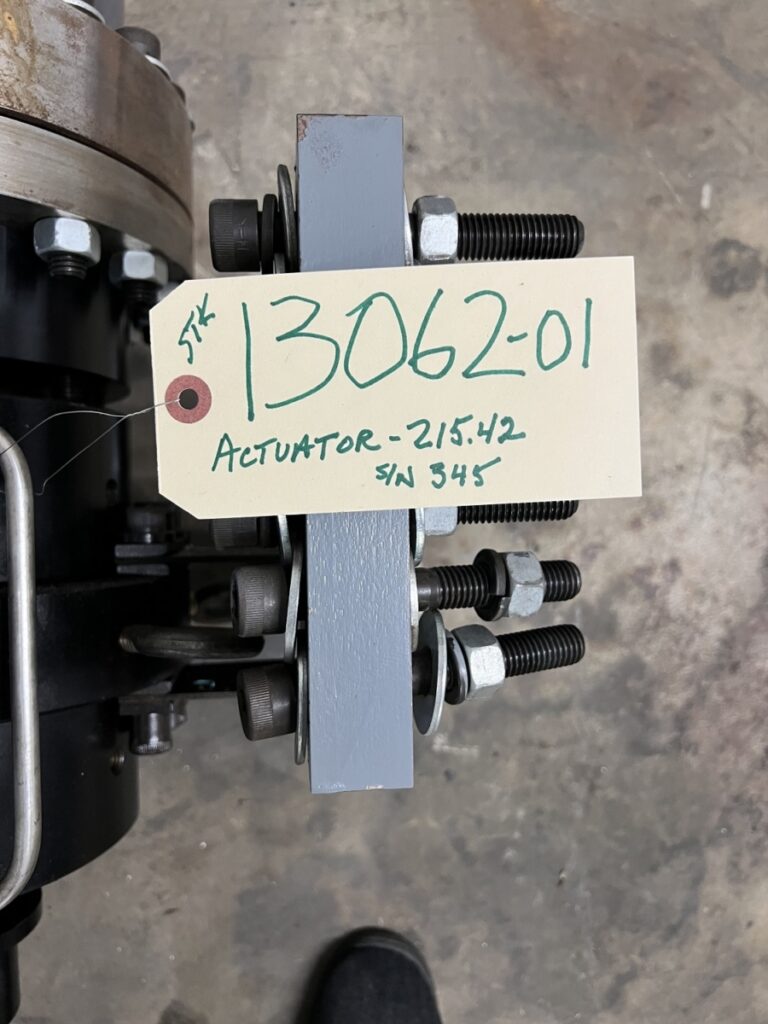 STK
13062-01
ACTUATOR - 215.42
S/N 345